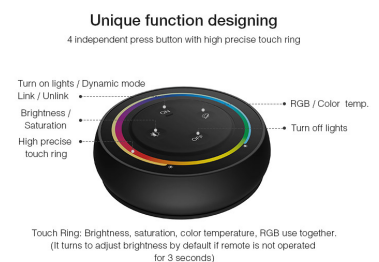 Unique function designing
4 independent press button with high precise touch ring
Turn on lights / Dynamic mode
Link / Unlink
RGB / Color temp.
Brightness /
Saturation
Turn off lights
High precise
touch ring
ON
OFF
Touch Ring: Brightness, saturation, color temperature, RGB use together.
(It turns to adjust brightness by default if remote is not operated
for 3 seconds)